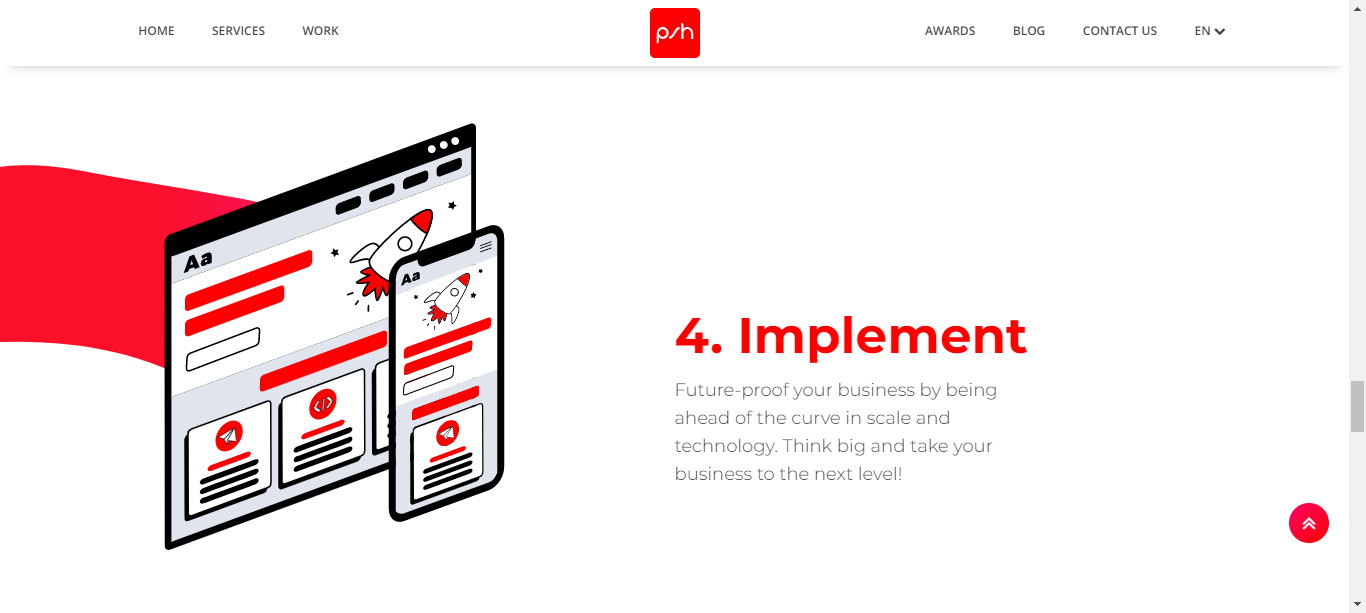 HOME SERVICES WORK psh AWARDS BLOG CONTACT US EN
Aa
Aa
4. Implement
Future-proof your business by being
ahead of the curve in scale and
technology. Think big and take your
business to the next level!